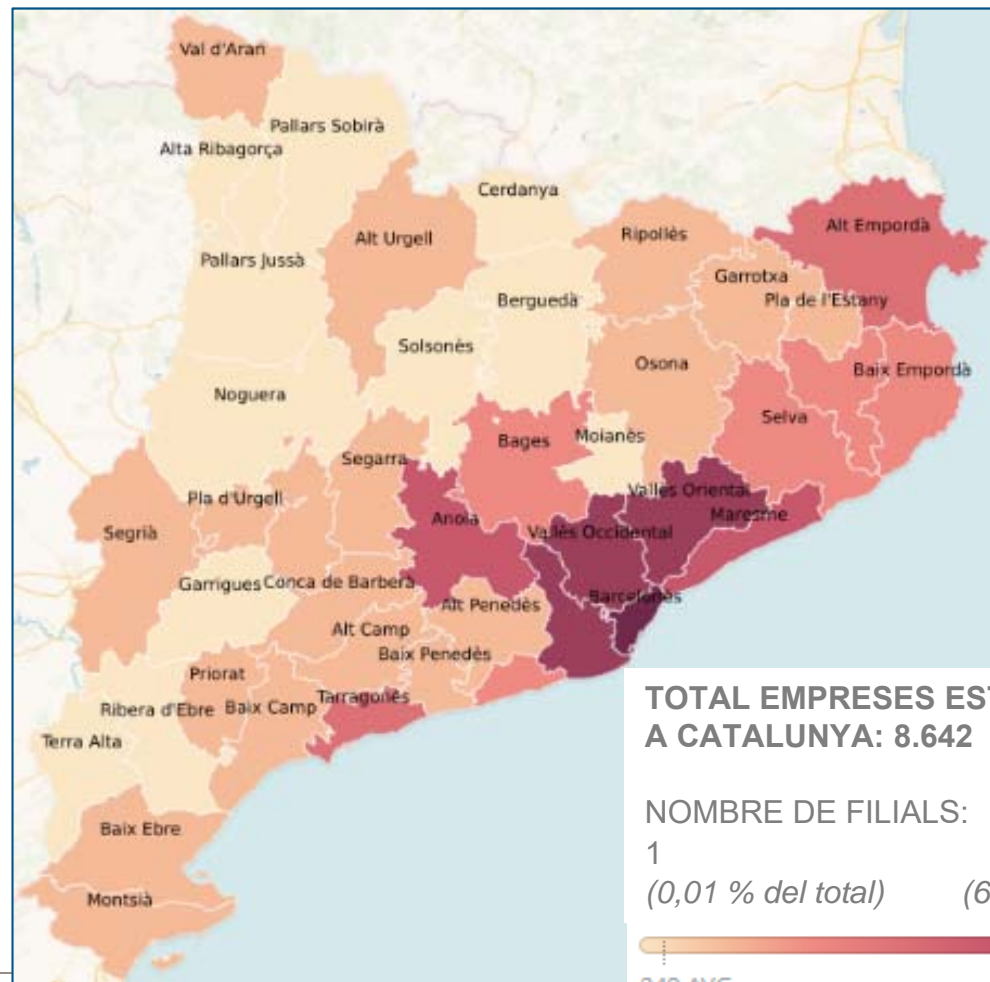 Val d'Aran
Pallars Sobirà
Alta Ribagorça
Cerdanya
Alt Empordà
Alt Urgell
Ripollès
Pallars Jussà
Garrotxa
Pla de l'Estany
Berguedà
Solsonès
Osona
Baix Empordà
Noguera
Selva
Bages
Moianès
Segarra
Vallès Oriental
Pla d'Urgell
Maresme
Anoia
Segrià
Vallès Occidental
Garrigues
Conca de Barberà
Barcelonès
Alt Penedès
Alt Camp
Baix Penedès
Priorat
Tarragonès
Ribera d'Ebre
Baix Camp
Terra Alta
Baix Ebre
Montsià
TOTAL EMPRESES EST
A CATALUNYA: 8.642
NOMBRE DE FILIALS:
1
(0,01 % del total) (6